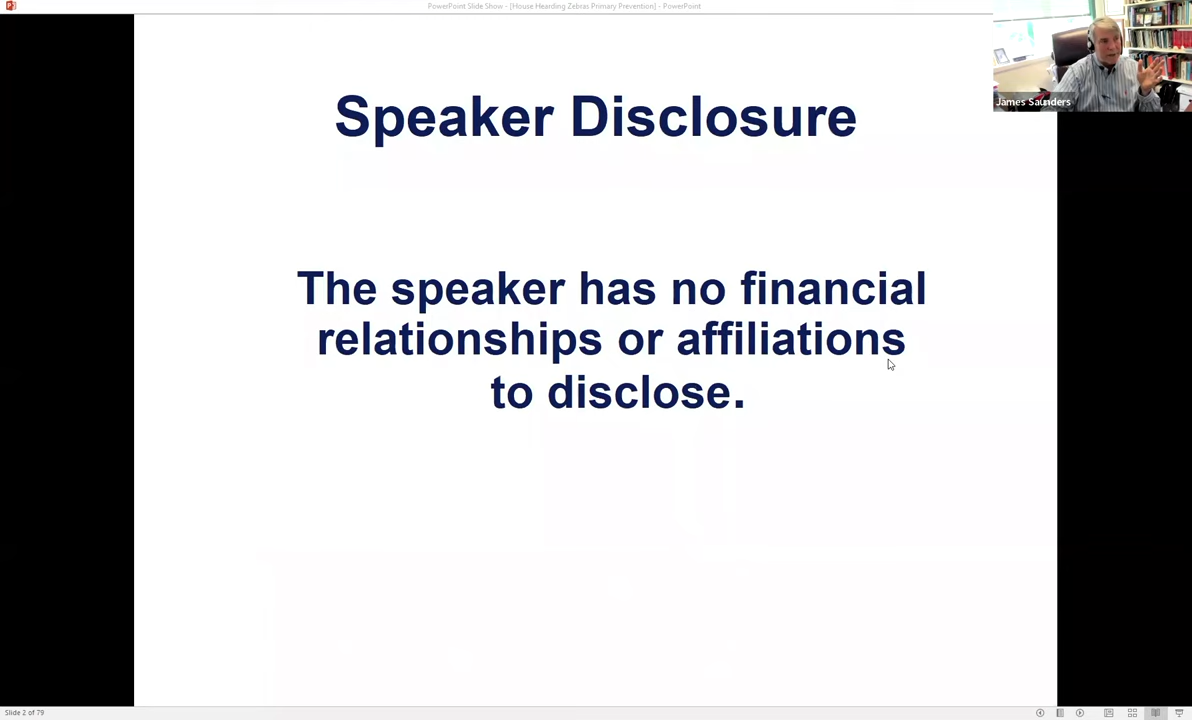 PowerPoint Slide Show - [House Hearding Zebras Primary Prevention] - PowerPoint
James Saunders
Speaker Disclosure
The speaker has no financial
relationships or affiliations
to disclose.
Slide 2 of 79